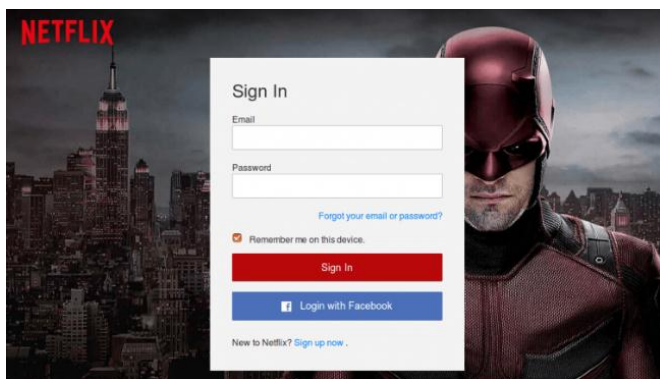 NETFLIX
Sign In
Email
Password
Forgot your email or password?
Remember me on this device.
Sign In
f Login with Facebook
New to Netflix? Sign up now .